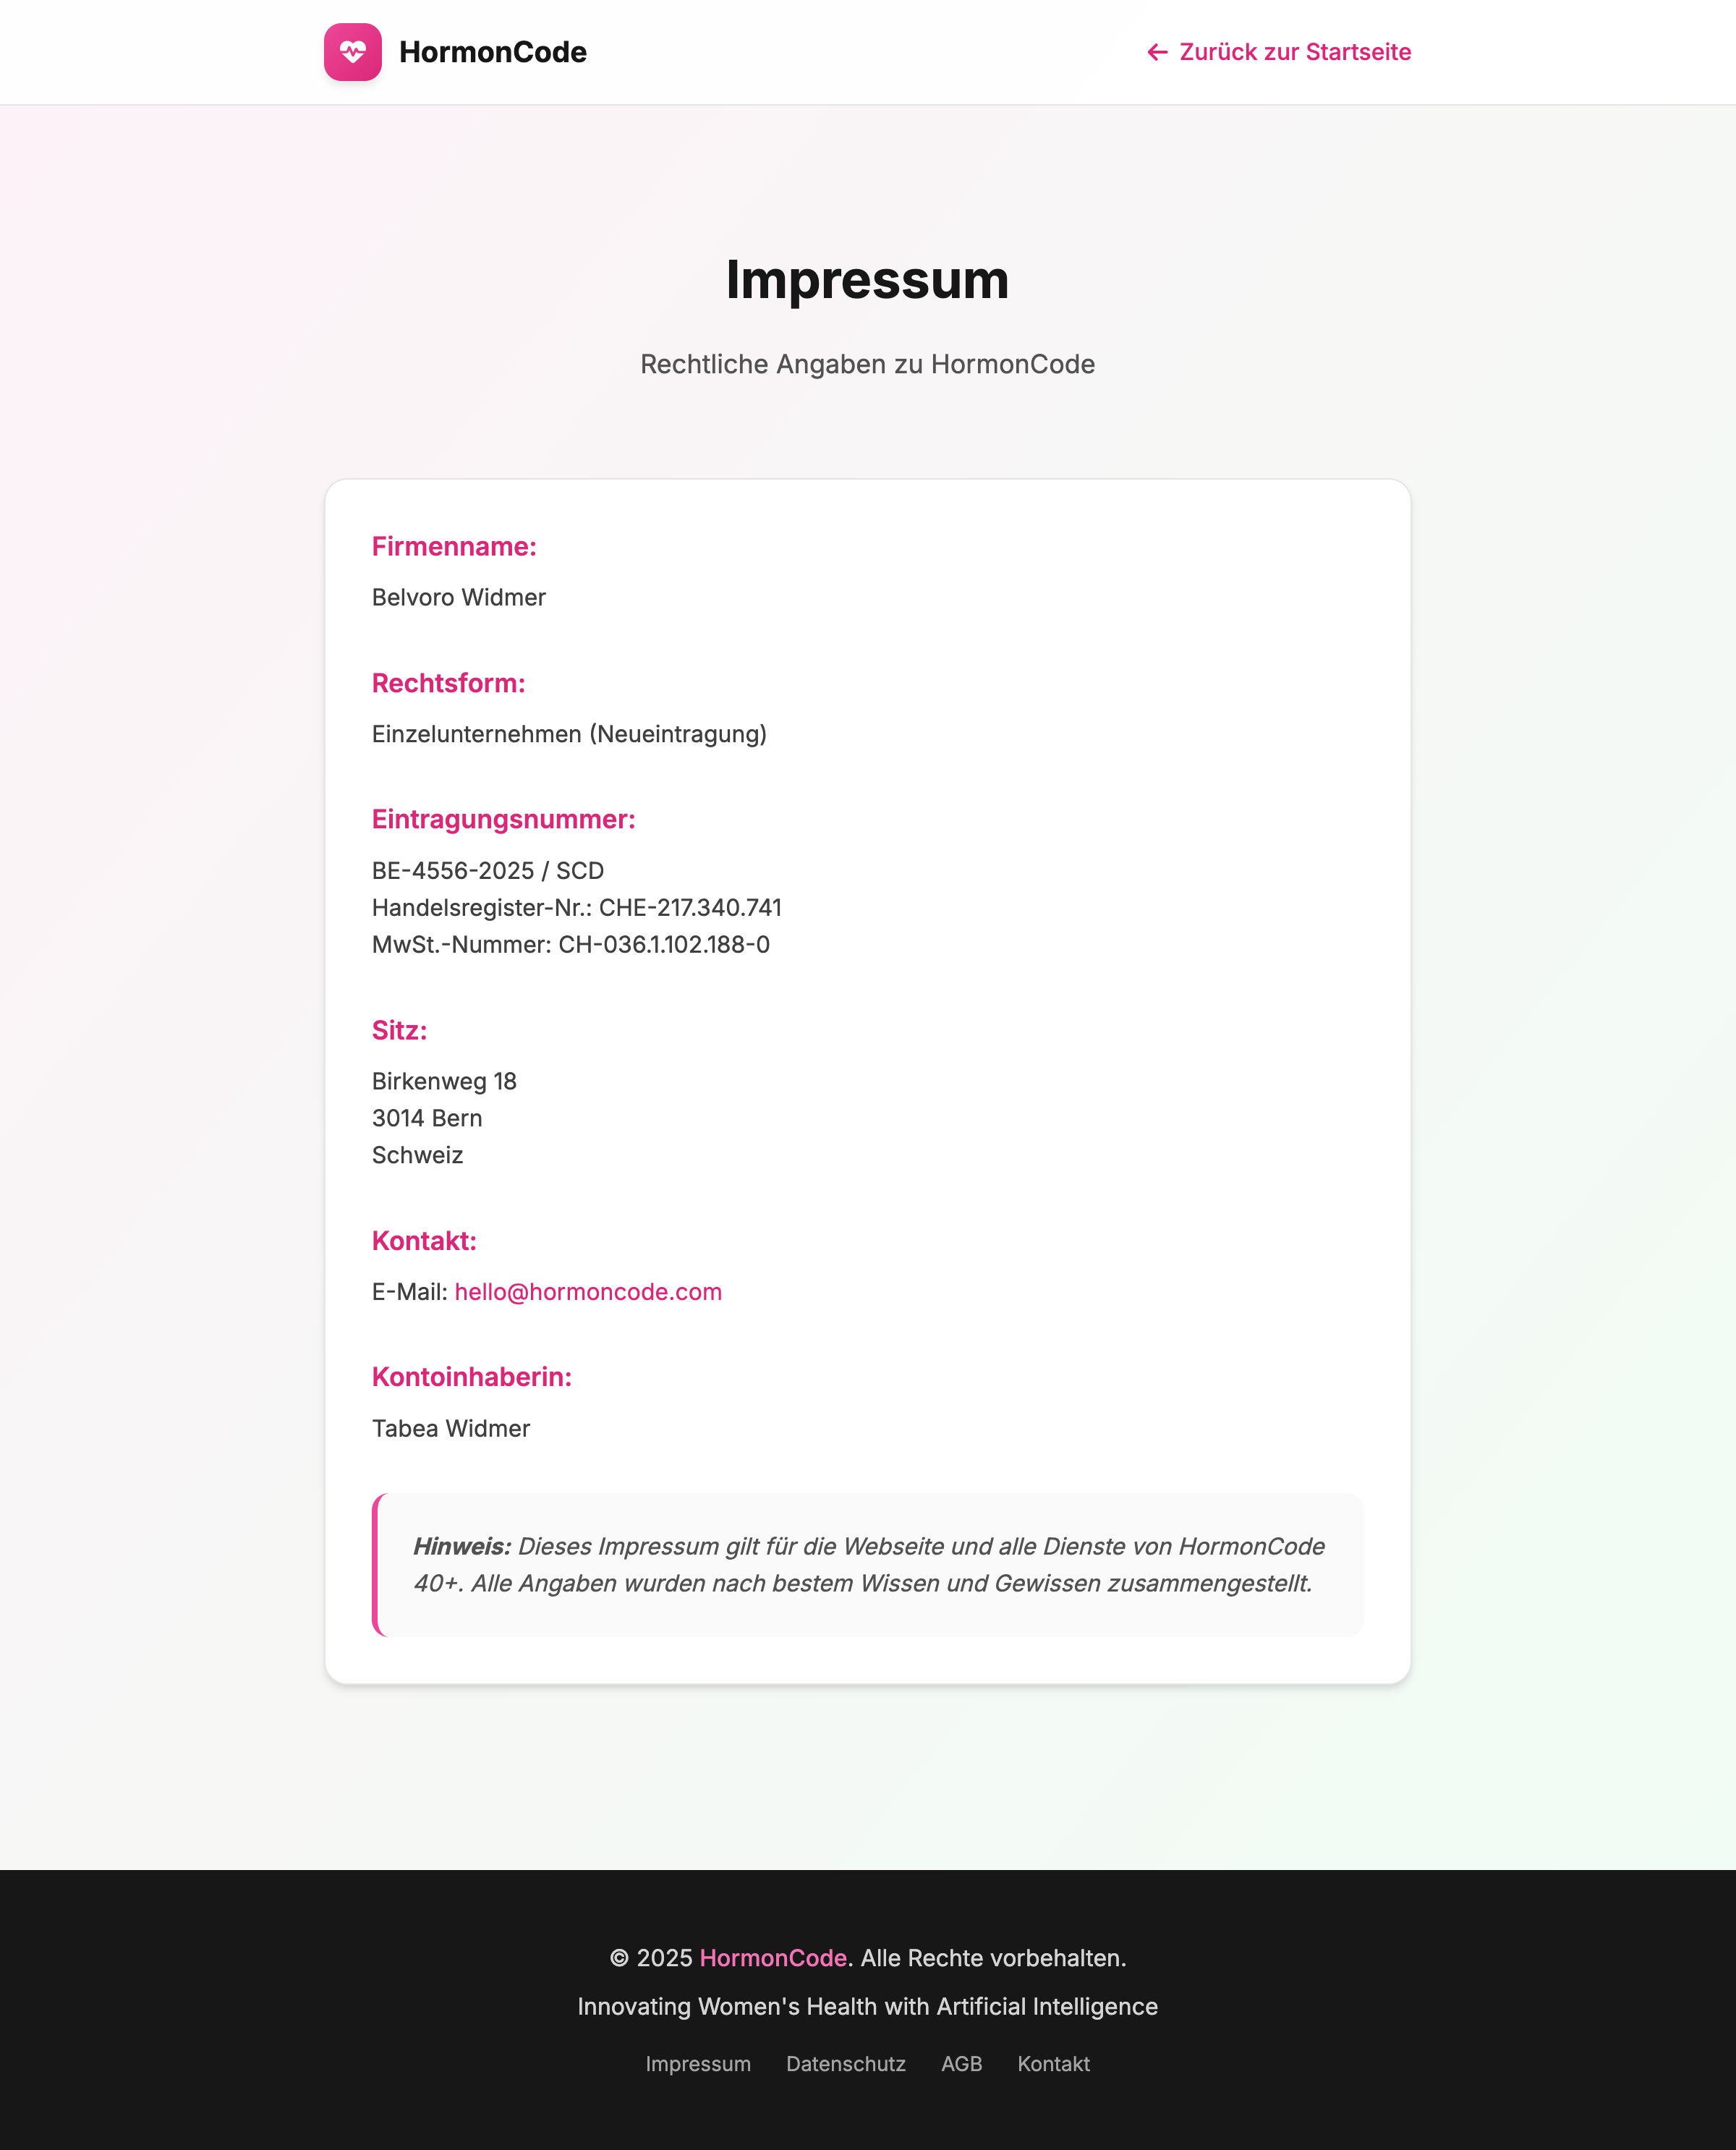 HormonCode
← Zurück zur Startseite
Impressum
Rechtliche Angaben zu HormonCode
Firmenname:
Belvoro Widmer
Rechtsform:
Einzelunternehmen (Neueintragung)
Eintragungsnummer:
BE-4556-2025 / SCD
Handelsregister-Nr.: CHE-217.340.741
MwSt.-Nummer: CH-036.1.102.188-0
Sitz:
Birkenweg 18
3014 Bern
Schweiz
Kontakt:
E-Mail: hello@hormoncode.com
Kontoinhaberin:
Tabea Widmer
Hinweis: Dieses Impressum gilt für die Webseite und alle Dienste von HormonCode
40+. Alle Angaben wurden nach bestem Wissen und Gewissen zusammengestellt.
© 2025 HormonCode. Alle Rechte vorbehalten.
Innovating Women's Health with Artificial Intelligence
Impressum Datenschutz AGB Kontakt